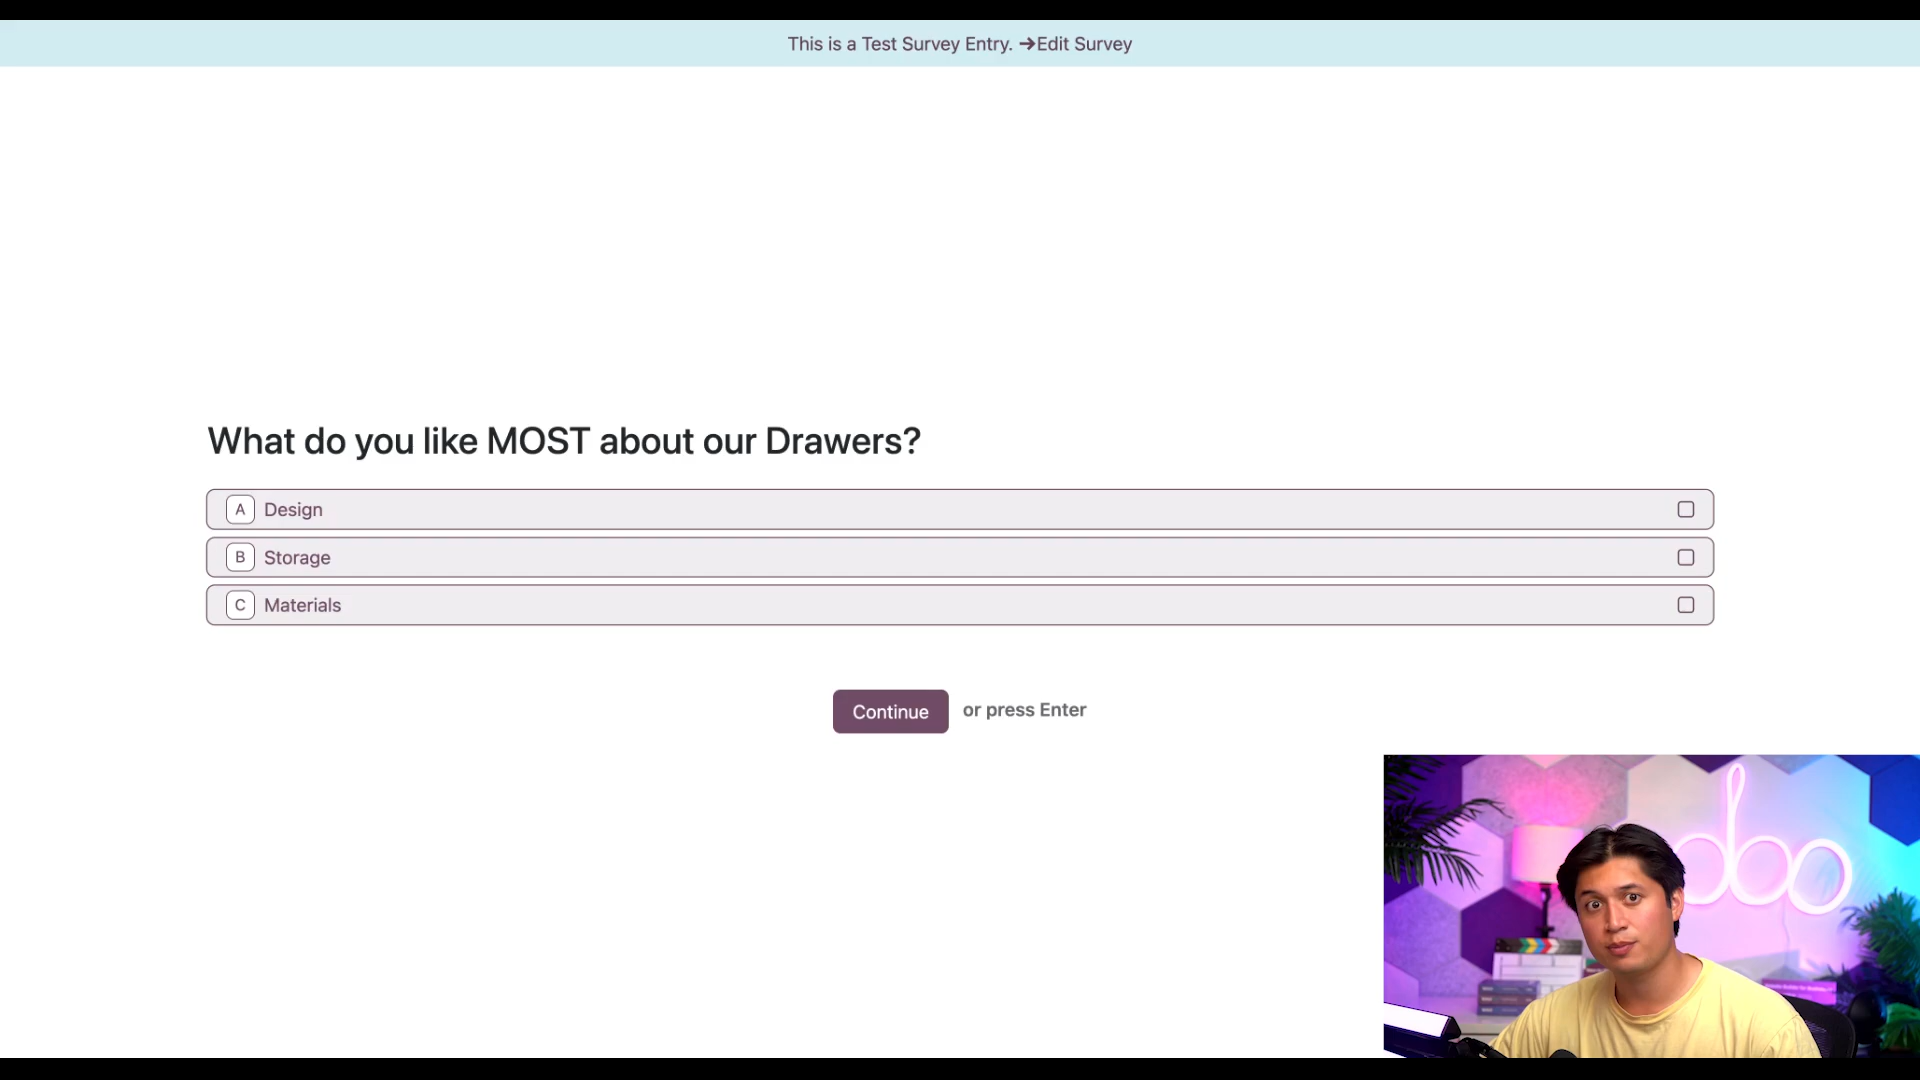 This is a Test Survey Entry. →Edit Survey
What do you like MOST about our Drawers?
A Design
B Storage
C Materials
Continue or press Enter
odoo